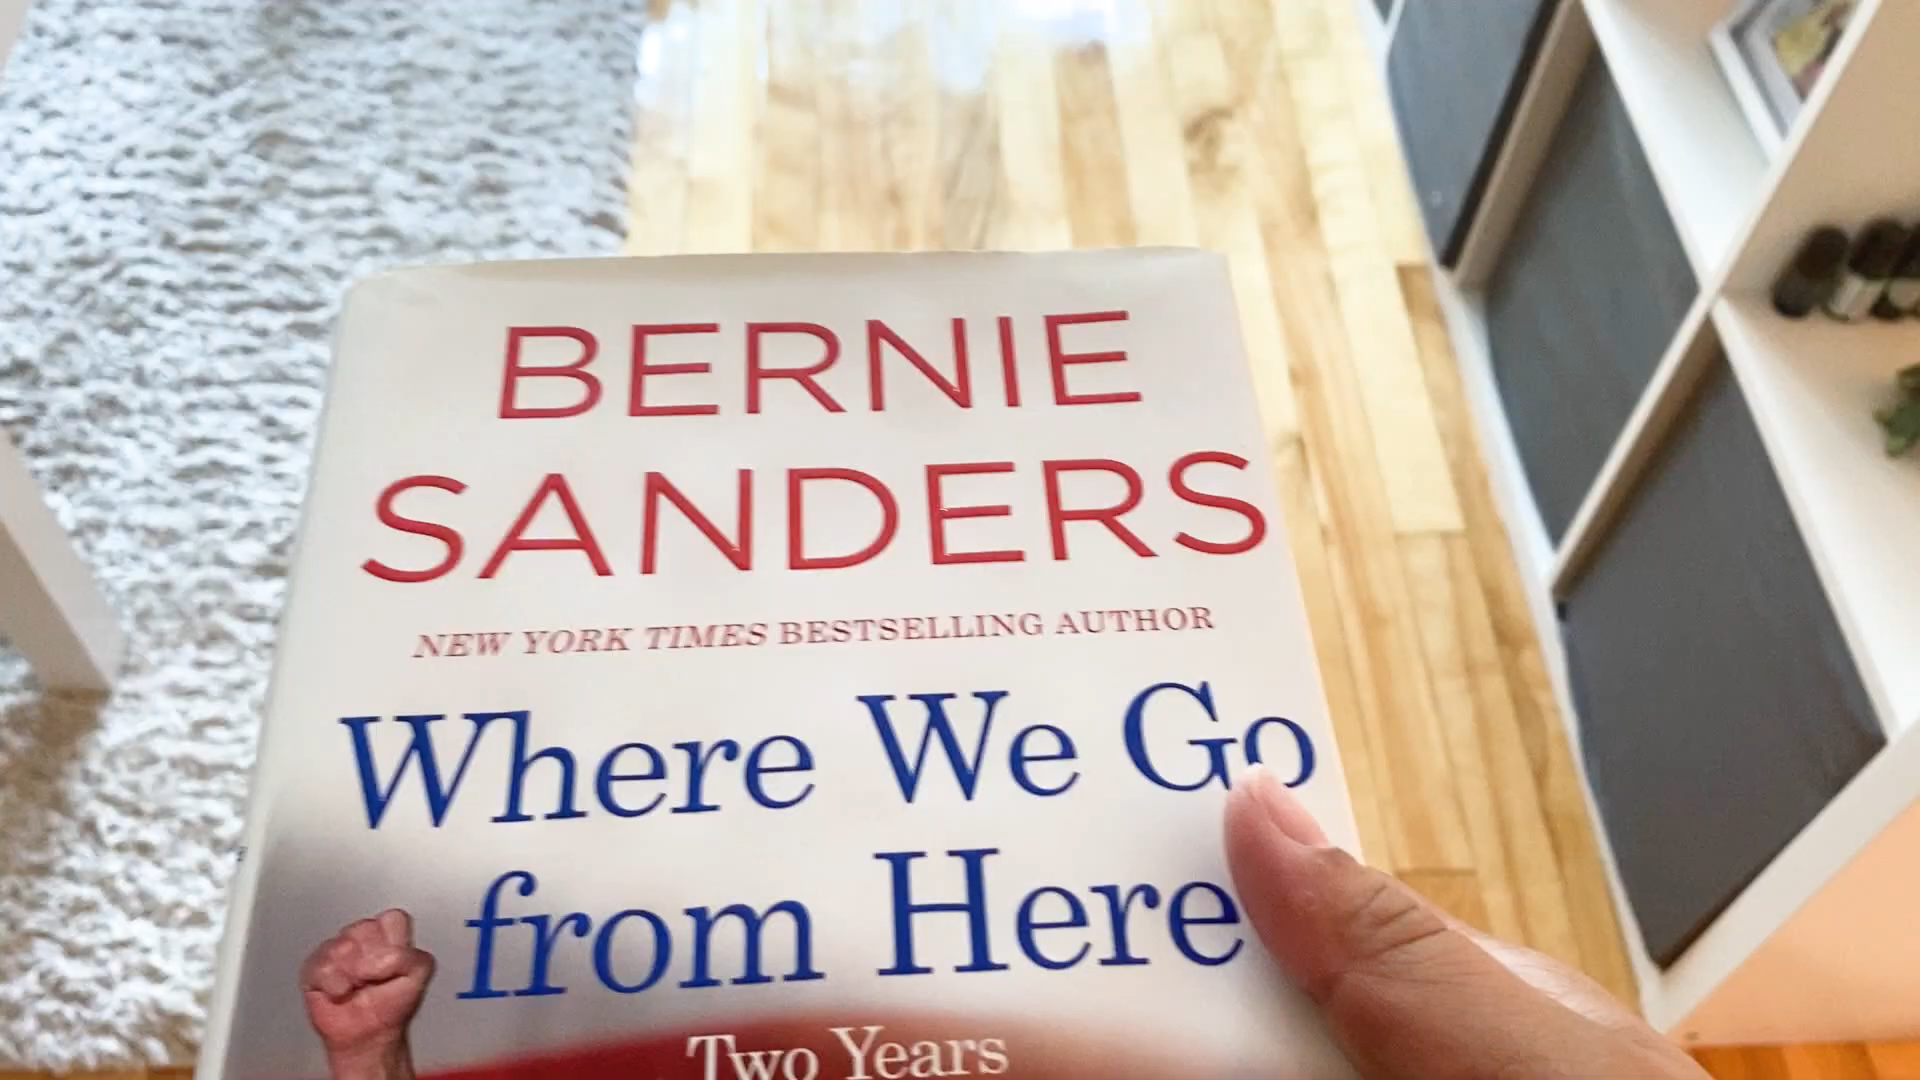 BERNIE
SANDERS
NEW YORK TIMES BESTSELLING AUTHOR
Where We Go
from Here
Two Years